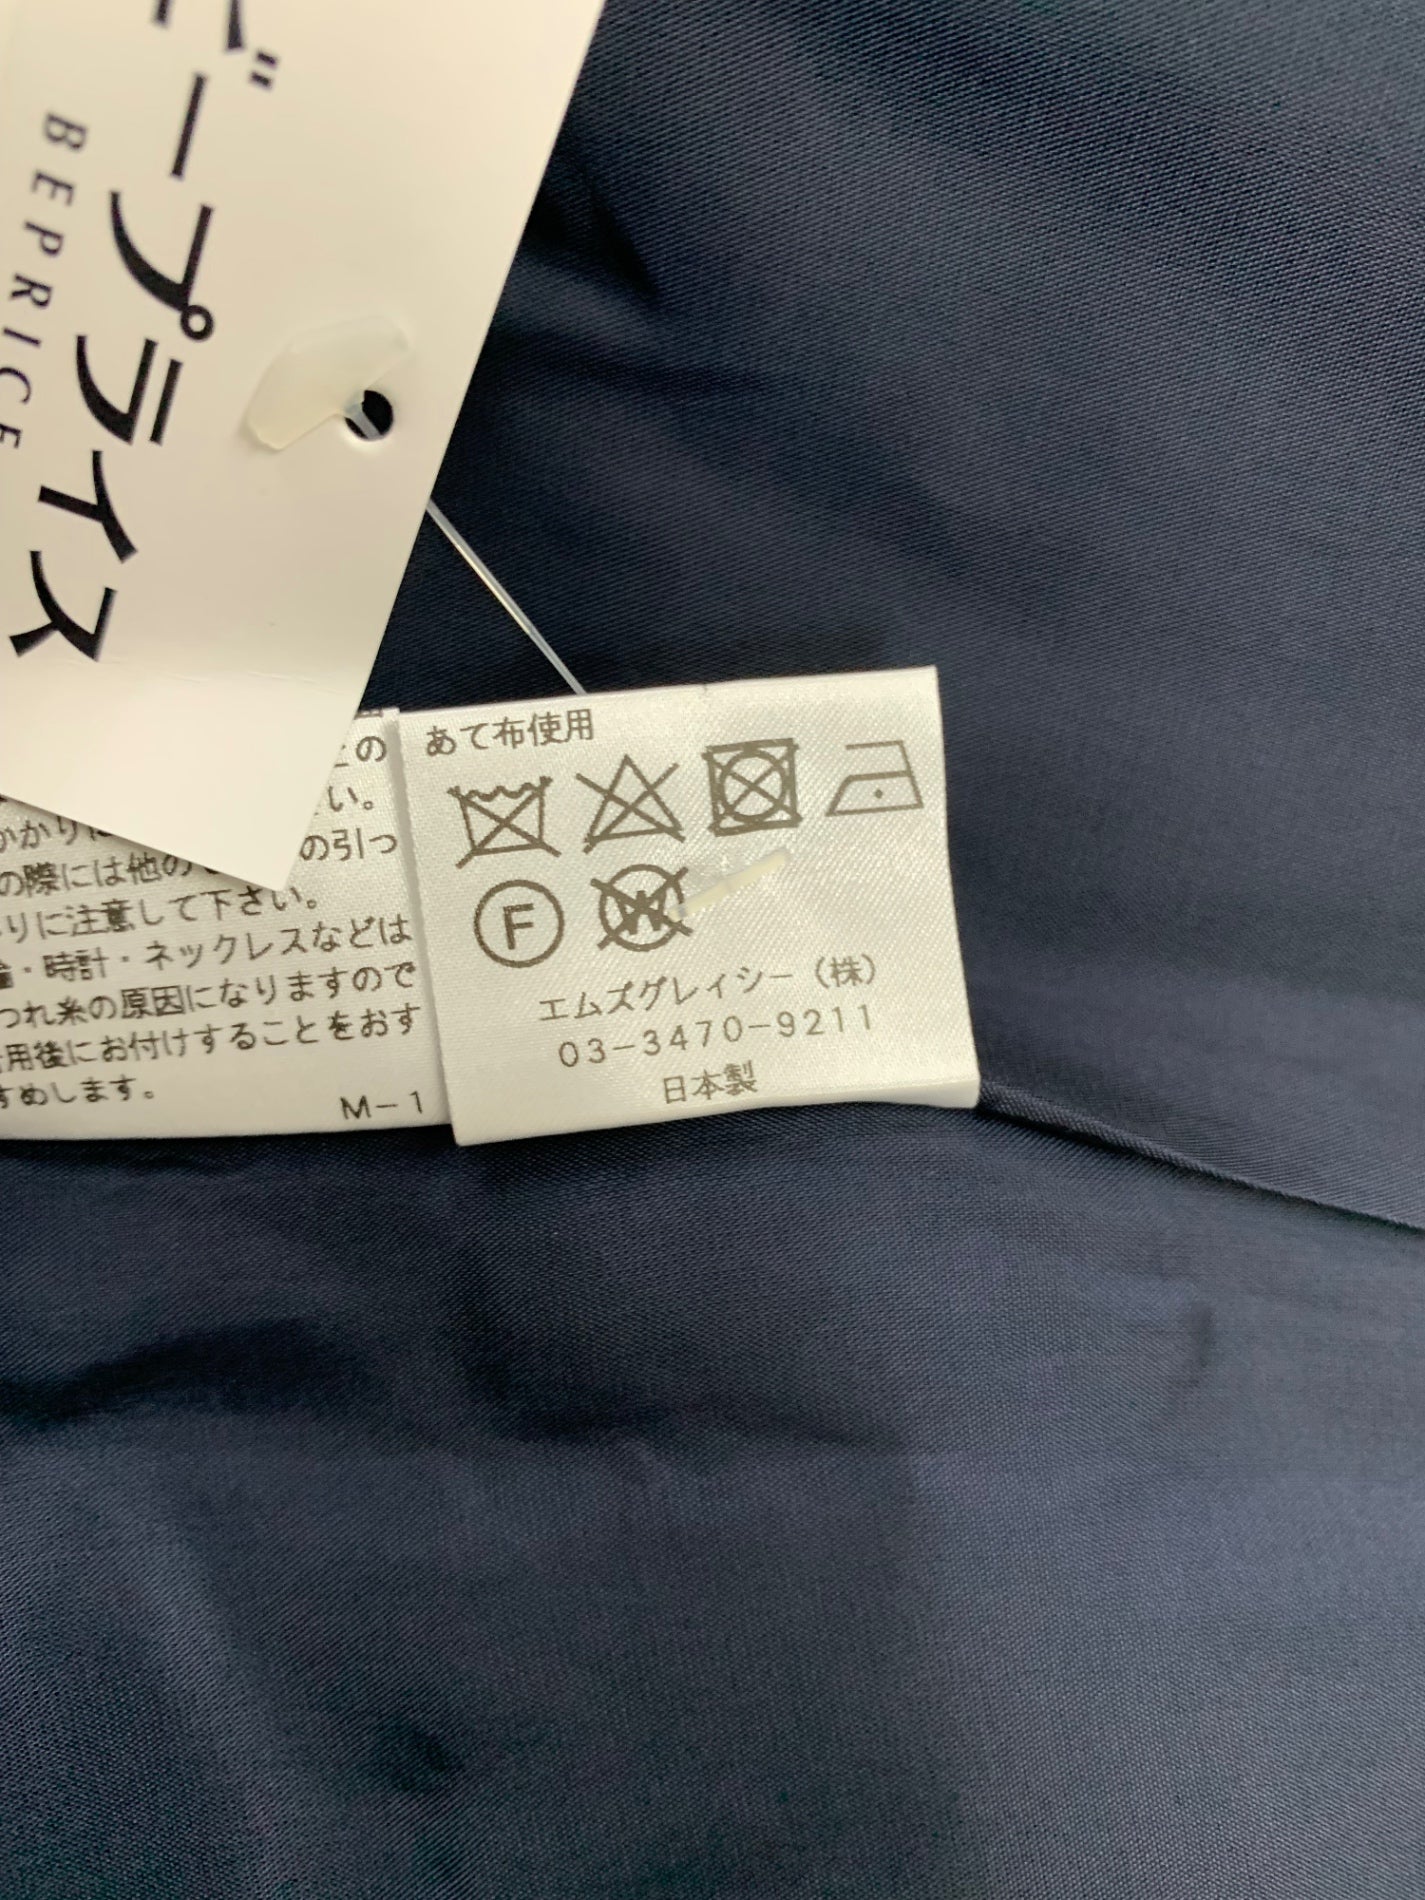 ビープライス
BEPRICE
の
い。
の引つ
の際には他の
りに注意して下さい。
・時計・ネックレスなどは
つれ糸の原因になりますので
用後にお付けすることをおす
すめします。
M-1
あて布使用
F
W
エムズグレイシー（株）
03-3470-9211
日本製